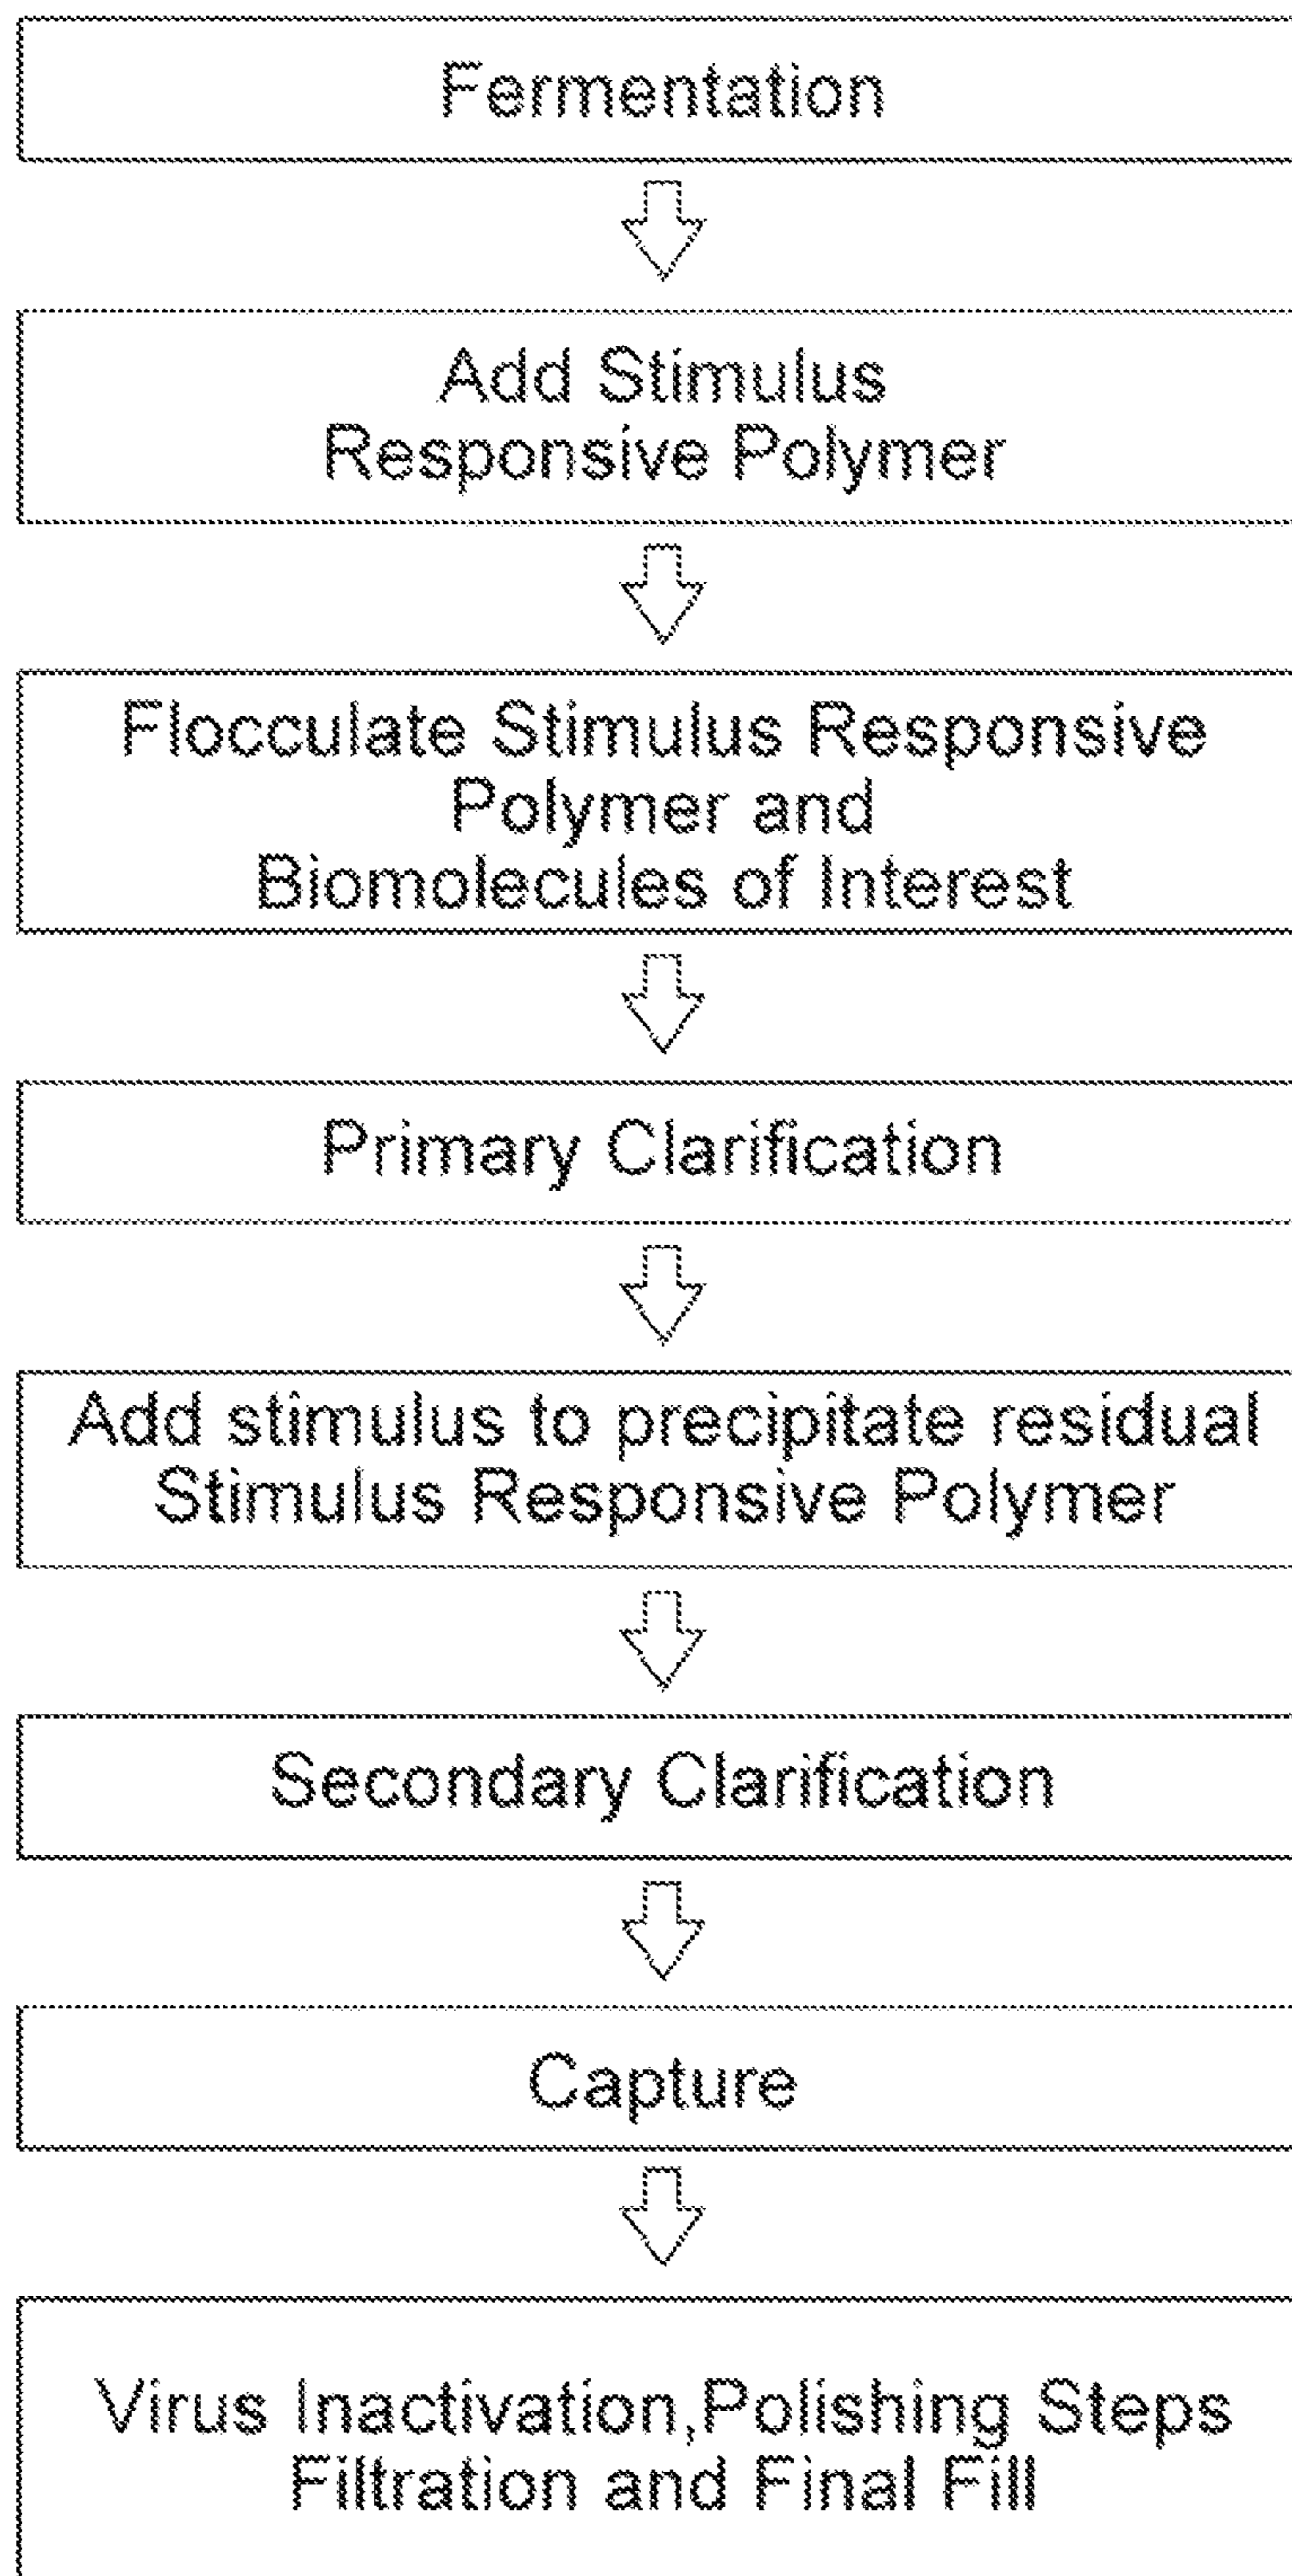 Fermentation
Add Stimulus
Responsive Polymer
Flocculate Stimulus Responsive
Polymer and
Biomolecules of Interest
Primary Clarification
Add stimulus to precipitate residual
Stimulus Responsive Polymer
Secondary Clarification
Capture
Virus Inactivation,Polishing Steps
Filtration and Final Fill